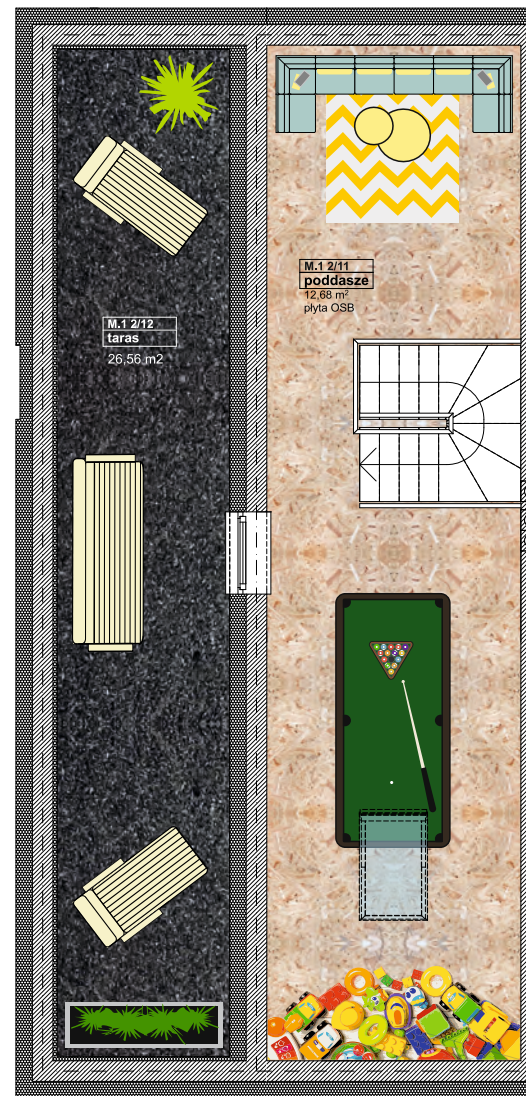 M.1 2/11
poddasze
12,68 m²
płyta OSB
M.1 2/12
taras
26,56 m2